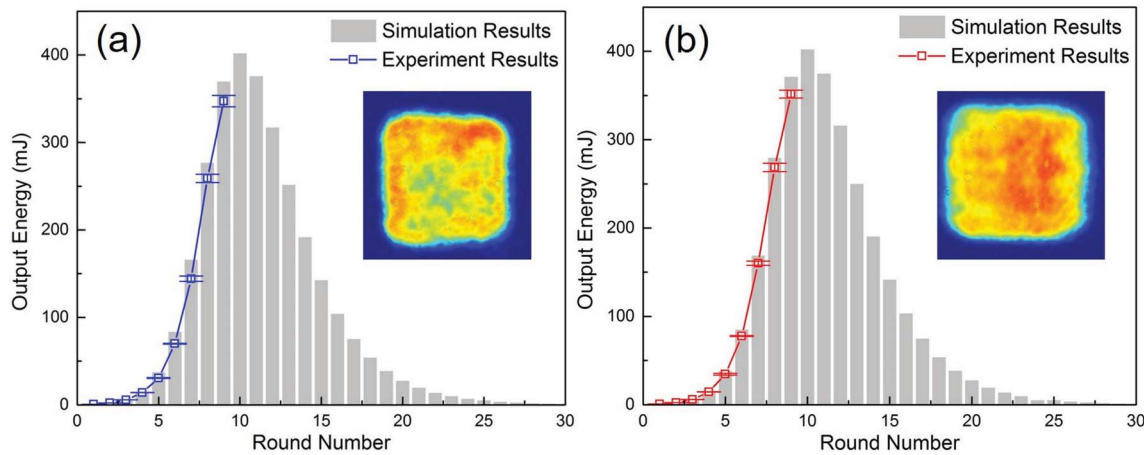 (a)
Simulation Results
Experiment Results
400
300
200
100
0
Output Energy (mJ)
0 5 10 15 20 25 30
Round Number
(b)
Simulation Results
Experiment Results
400
300
200
100
0
Output Energy (mJ)
0 5 10 15 20 25 30
Round Number